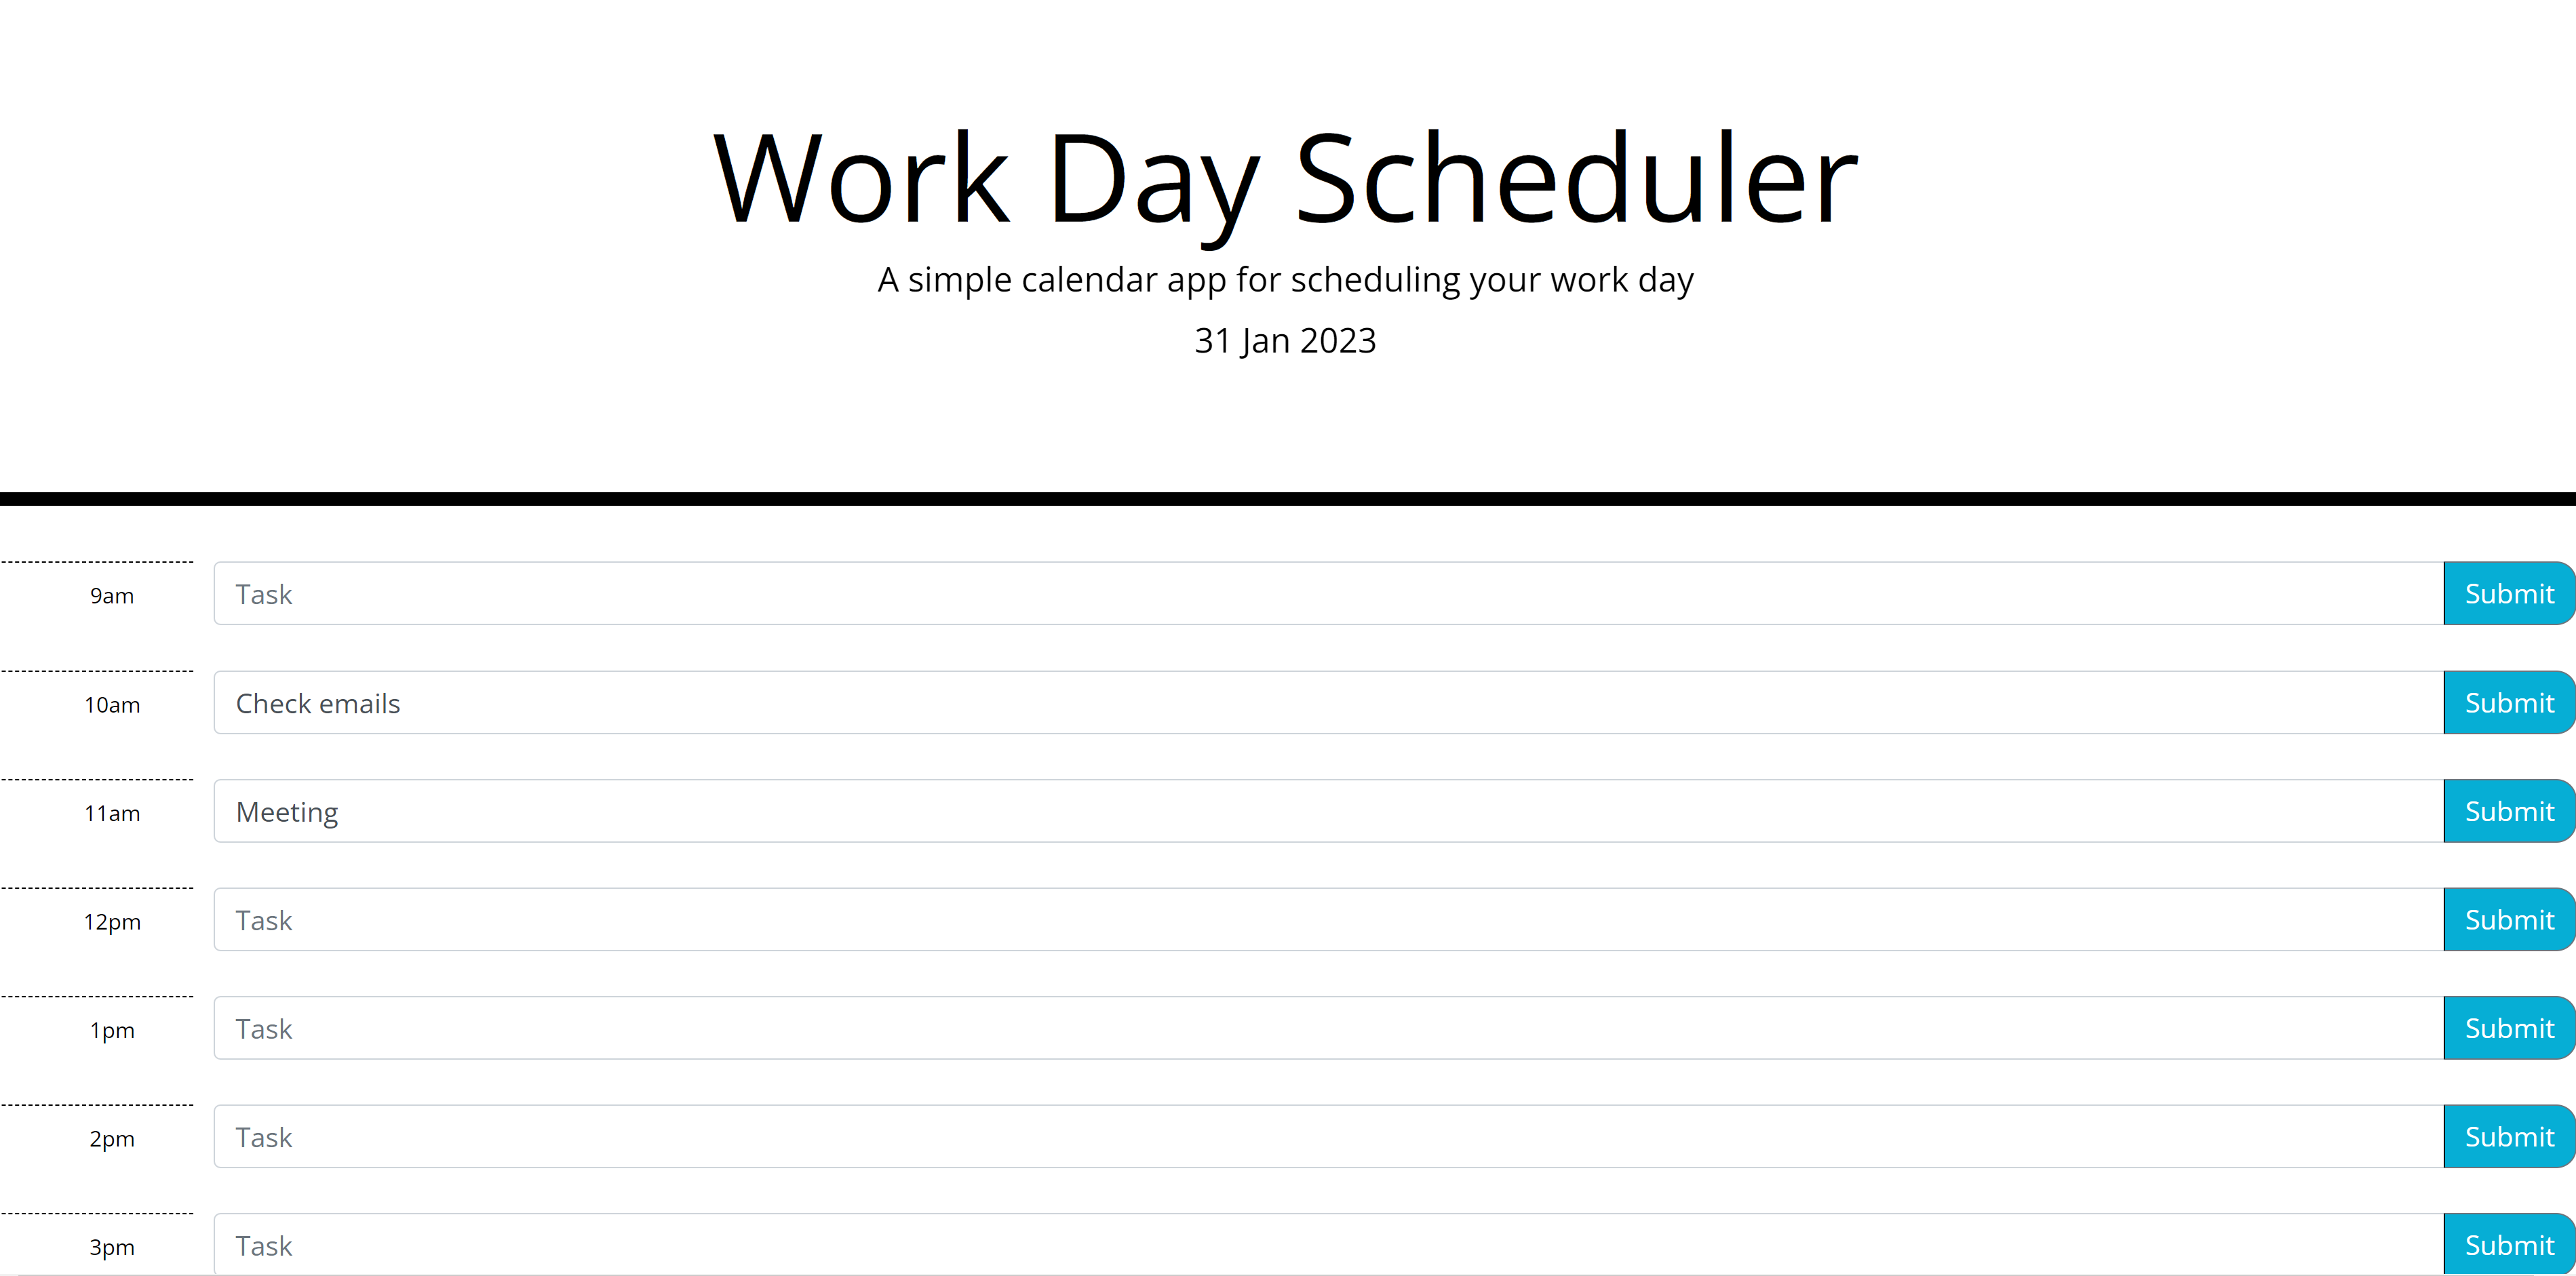 Work Day Scheduler
A simple calendar app for scheduling your work day
31 Jan 2023
9am Task Submit
10am Check emails Submit
11am Meeting Submit
12pm Task Submit
1pm Task Submit
2pm Task Submit
3pm Task Submit